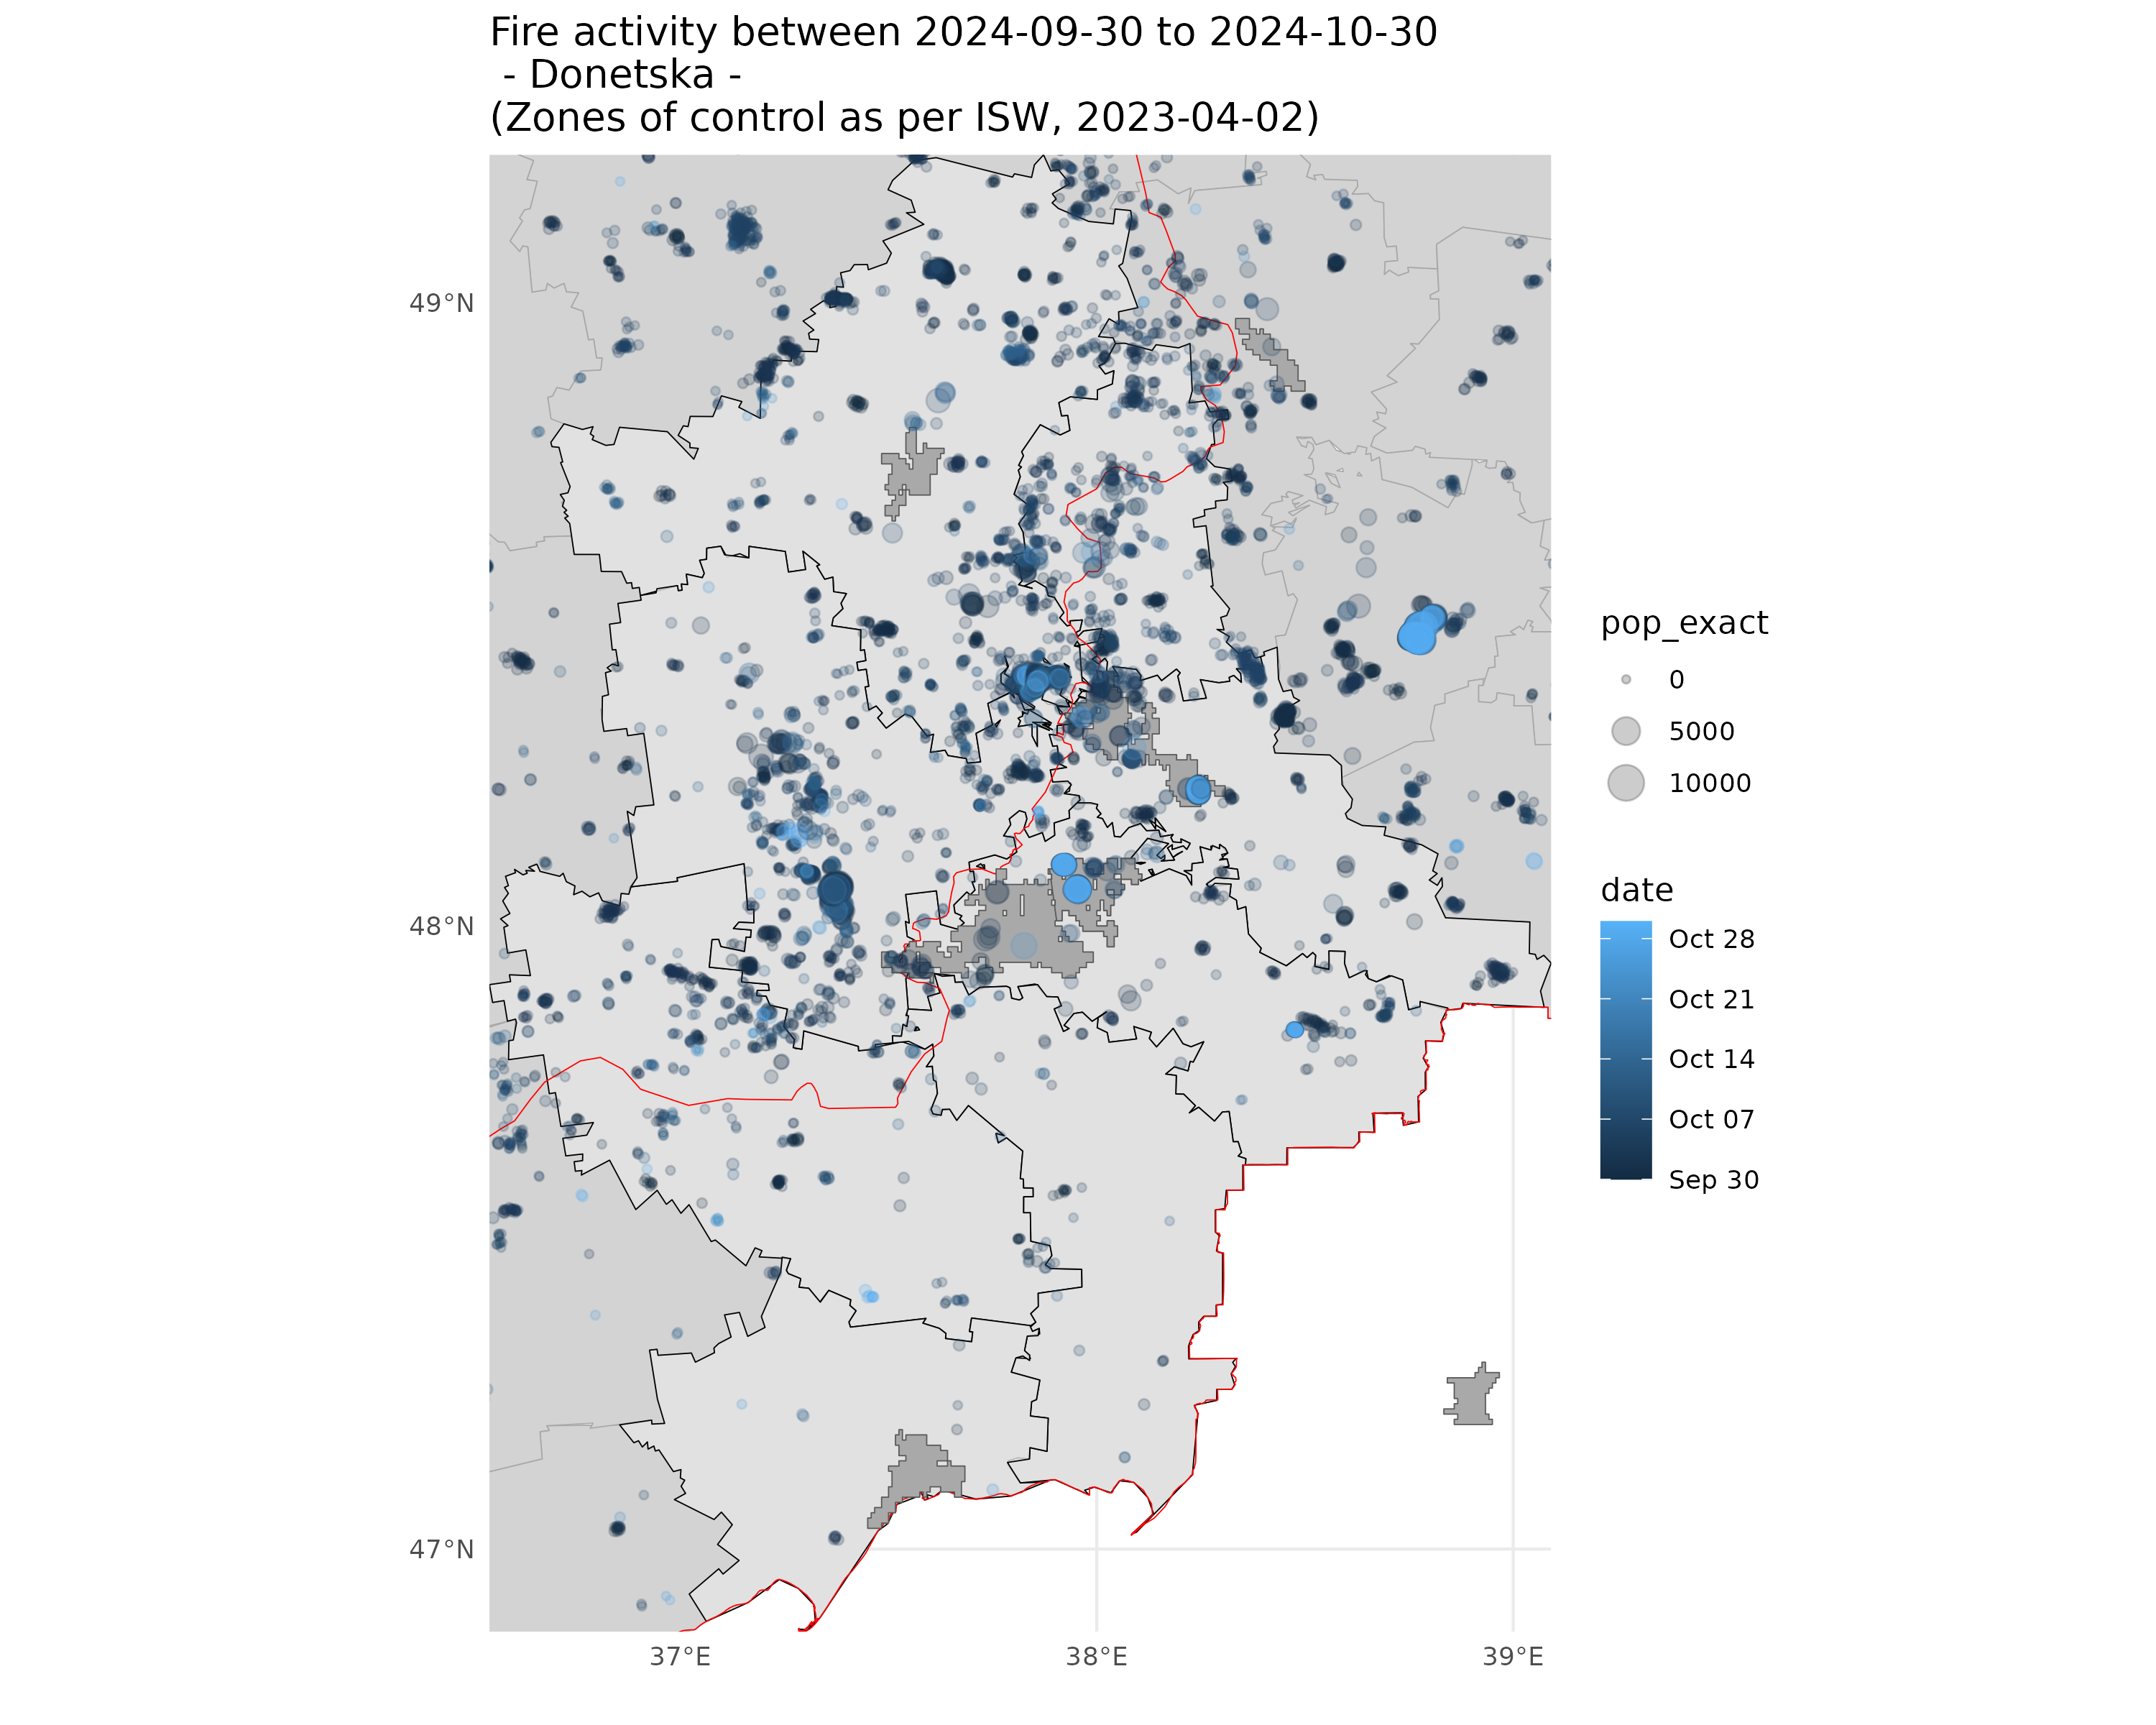 Fire activity between 2024-09-30 to 2024-10-30
- Donetska -
(Zones of control as per ISW, 2023-04-02)
49°N
48°N
47°N
37°E
38°E
39°E
pop_exact
0
5000
10000
date
Oct 28
Oct 21
Oct 14
Oct 07
Sep 30